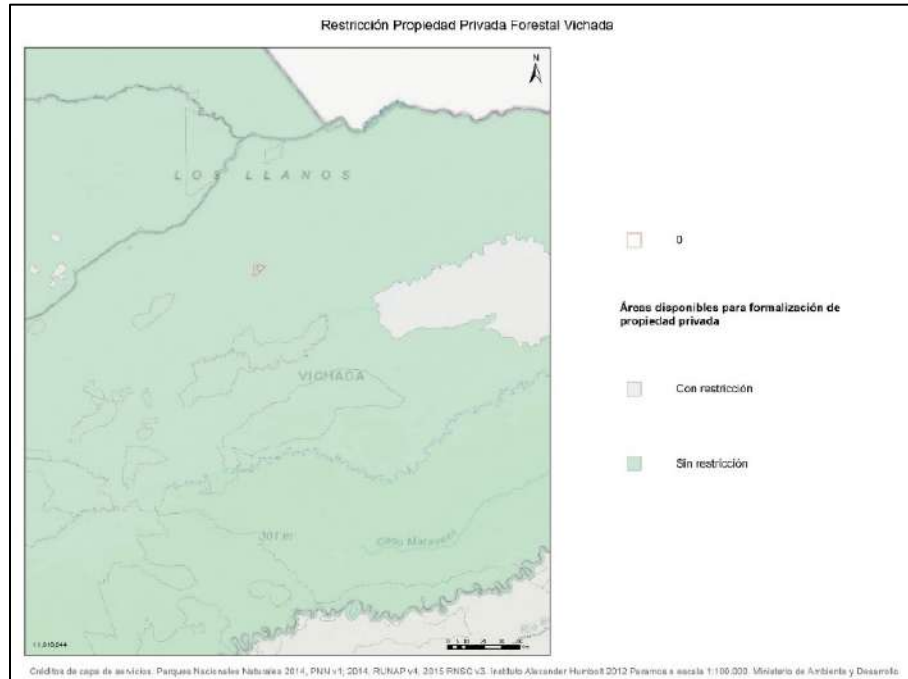 Restricción Propiedad Privada Forestal Vichada
N
LOS LLANOS
0
Áreas disponibles para formalización de
propiedad privada
VICHADA
Con restricción
Sin restricción
Créditos de capa de servicios. Parques Nacionales Naturales 2014, PNN v1; 2014. RUNAP v4, 2015 RNSC v3. Instituto Alexander Humbolt 2012 Paramos a escala 1:100.000. Ministerio de Ambiente y Desarrollo